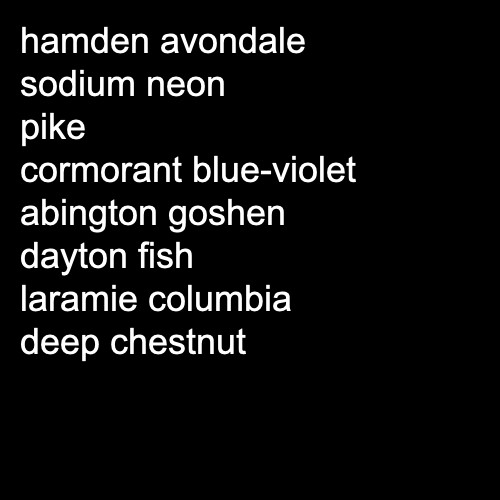 hamden avondale
sodium neon
pike
cormorant blue-violet
abington goshen
dayton fish
laramie columbia
deep chestnut